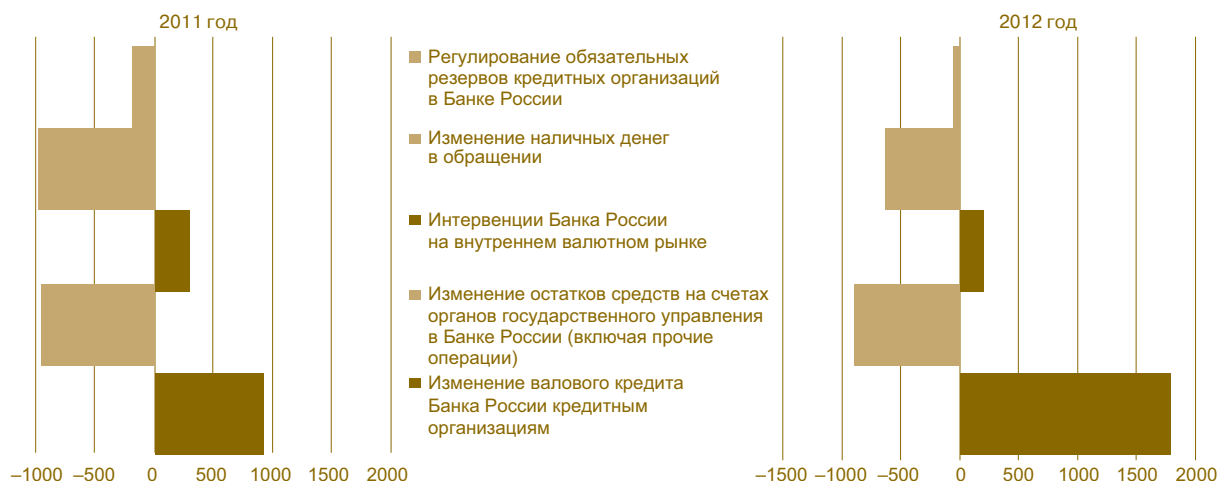 2011 год
2012 год
Регулирование обязательных
резервов кредитных организаций
в Банке России
Изменение наличных денег
в обращении
Интервенции Банка России
на внутреннем валютном рынке
Изменение остатков средств на счетах
органов государственного управления
в Банке России (включая прочие
операции)
Изменение валового кредита
Банка России кредитным
организациям
–1000 –500 0 500 1000 1500 2000
–1500 –1000 –500 0 500 1000 1500 2000